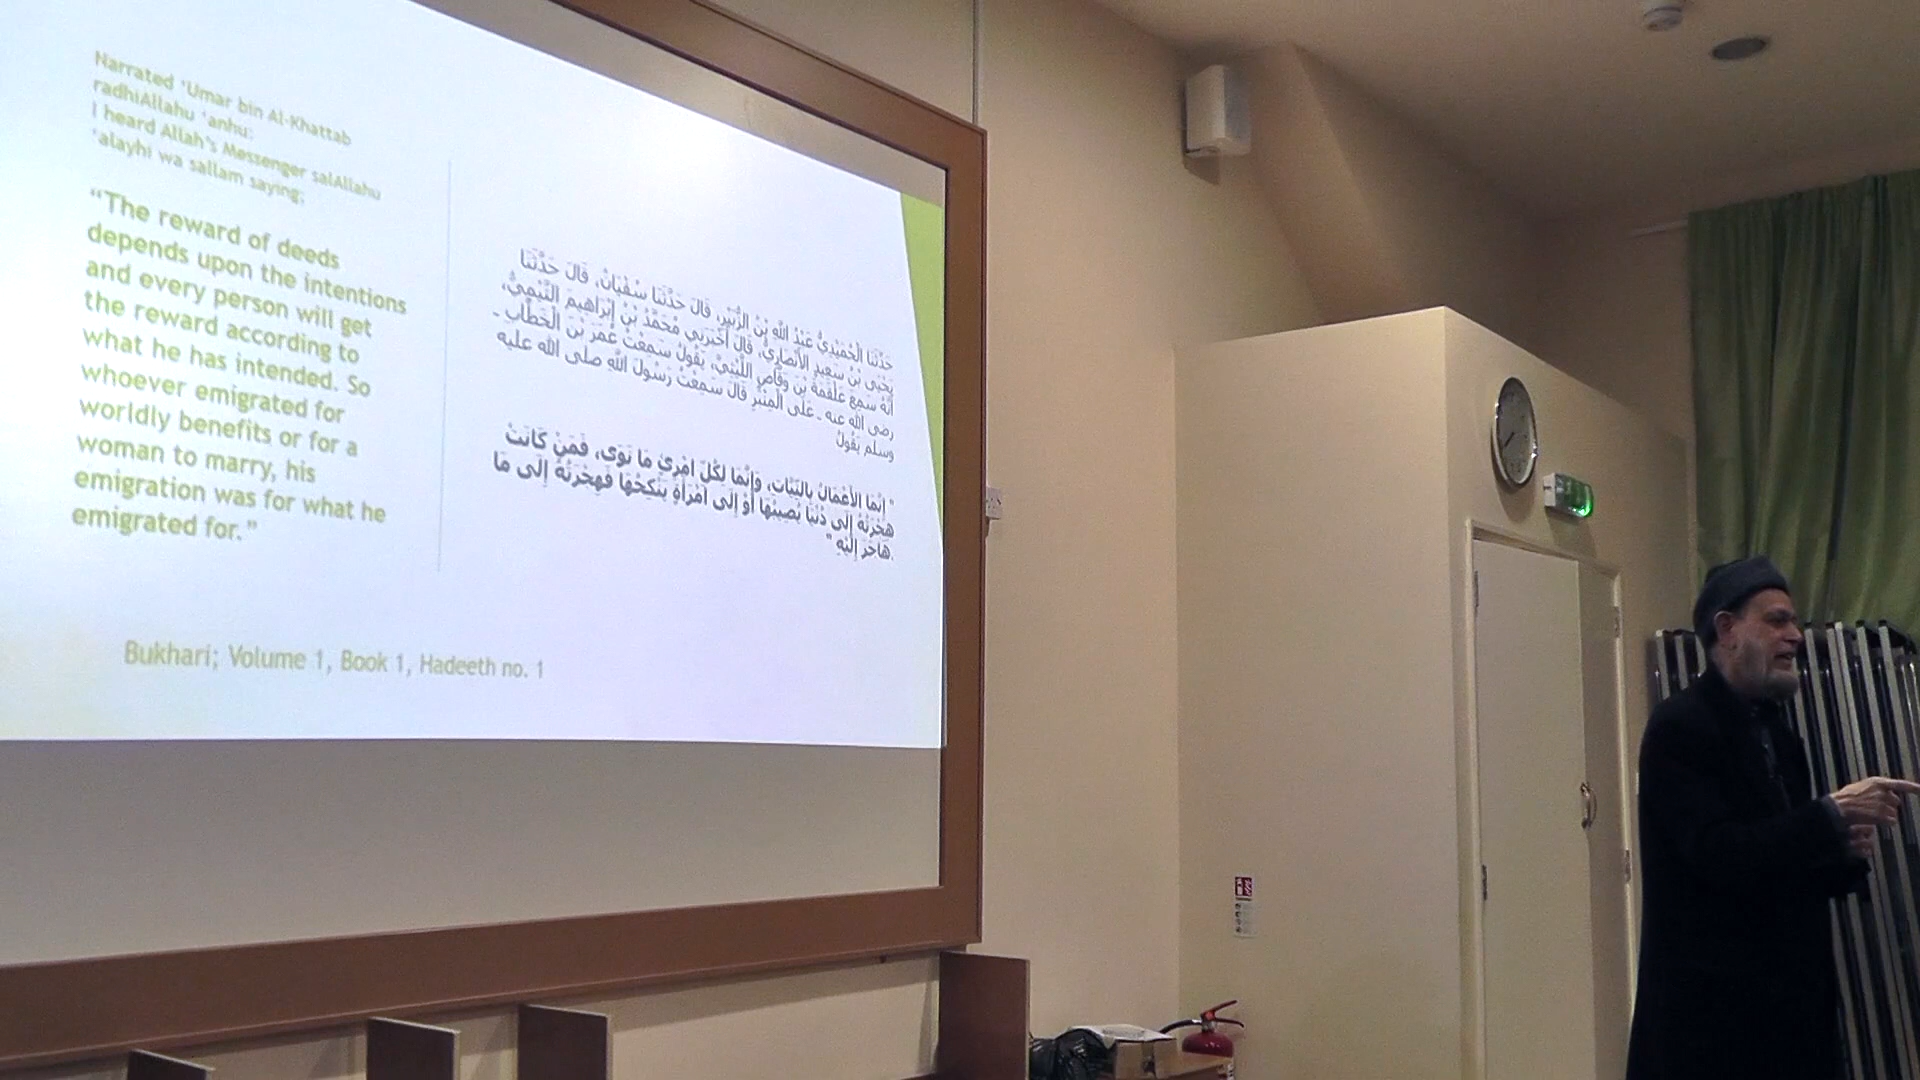 Narrated ‘Umar bin Al-Khattab
radhiAllahu ‘anhu:
I heard Allah’s Messenger salAllahu
‘alayhi wa sallam saying;
“The reward of deeds
depends upon the intentions
and every person will get
the reward according to
what he has intended. So
whoever emigrated for
worldly benefits or for a
woman to marry, his
emigration was for what he
emigrated for.”
حَدَّثَنَا الْحُمَيْدِيُّ عَبْدُ اللَّهِ بْنُ الزُّبَيْرِ، قَالَ حَدَّثَنَا سُفْيَانُ، قَالَ حَدَّثَنَا
يَحْيَى بْنُ سَعِيدٍ الأَنْصَارِيُّ، قَالَ أَخْبَرَنِي مُحَمَّدُ بْنُ إِبْرَاهِيمَ التَّيْمِيُّ،
أَنَّهُ سَمِعَ عَلْقَمَةَ بْنَ وَقَّاصٍ اللَّيْثِيَّ، يَقُولُ سَمِعْتُ عُمَرَ بْنَ الْخَطَّابِ ـ
رضى الله عنه ـ عَلَى الْمِنْبَرِ قَالَ سَمِعْتُ رَسُولَ اللَّهِ صلى الله عليه
وسلم يَقُولُ
" إِنَّمَا الأَعْمَالُ بِالنِّيَّاتِ، وَإِنَّمَا لِكُلِّ امْرِئٍ مَا نَوَى، فَمَنْ كَانَتْ
هِجْرَتُهُ إِلَى دُنْيَا يُصِيبُهَا أَوْ إِلَى امْرَأَةٍ يَنْكِحُهَا فَهِجْرَتُهُ إِلَى مَا
هَاجَرَ إِلَيْهِ ".
Bukhari; Volume 1, Book 1, Hadeeth no. 1